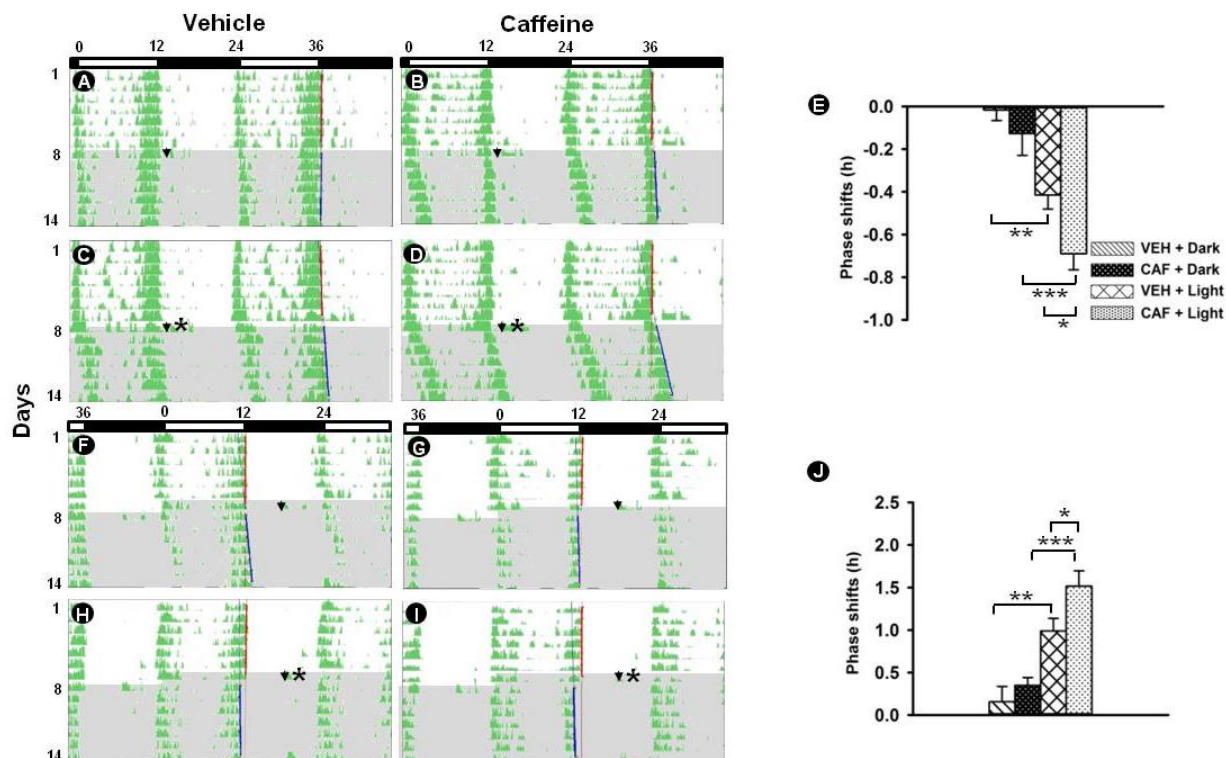 Vehicle
Caffeine
0 12 24 36
0 12 24 36
Days
1
A
B
8
14
1
C
D
8
* *
14
36 0 12 24
36 0 12 24
1
F
G
8
14
1
H
I
8
* *
14
E
Phase shifts (h)
0.0
-0.2
-0.4
-0.6
-0.8
-1.0
**
***
*
VEH + Dark
CAF + Dark
VEH + Light
CAF + Light
J
Phase shifts (h)
2.5
2.0
1.5
1.0
0.5
0.0
*
***
**